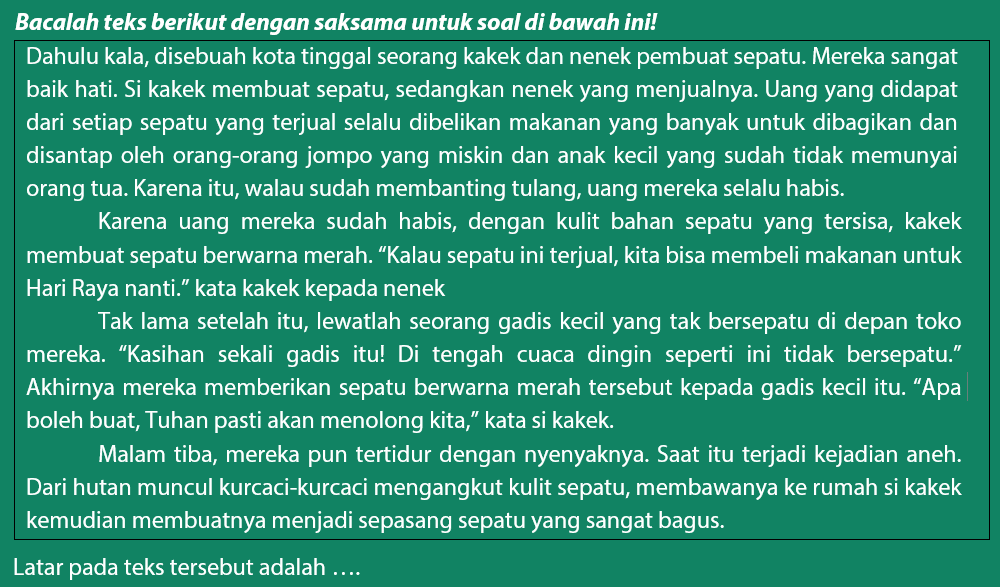 Bacalah teks berikut dengan saksama untuk soal di bawah ini!
Dahulu kala, disebuah kota tinggal seorang kakek dan nenek pembuat sepatu. Mereka sangat
baik hati. Si kakek membuat sepatu, sedangkan nenek yang menjualnya. Uang yang didapat
dari setiap sepatu yang terjual selalu dibelikan makanan yang banyak untuk dibagikan dan
disantap oleh orang-orang jompo yang miskin dan anak kecil yang sudah tidak memunyai
orang tua. Karena itu, walau sudah membanting tulang, uang mereka selalu habis.
Karena uang mereka sudah habis, dengan kulit bahan sepatu yang tersisa, kakek
membuat sepatu berwarna merah. “Kalau sepatu ini terjual, kita bisa membeli makanan untuk
Hari Raya nanti.” kata kakek kepada nenek
Tak lama setelah itu, lewatlah seorang gadis kecil yang tak bersepatu di depan toko
mereka. “Kasihan sekali gadis itu! Di tengah cuaca dingin seperti ini tidak bersepatu.”
Akhirnya mereka memberikan sepatu berwarna merah tersebut kepada gadis kecil itu. “Apa
boleh buat, Tuhan pasti akan menolong kita,” kata si kakek.
Malam tiba, mereka pun tertidur dengan nyenyaknya. Saat itu terjadi kejadian aneh.
Dari hutan muncul kurcaci-kurcaci mengangkut kulit sepatu, membawanya ke rumah si kakek
kemudian membuatnya menjadi sepasang sepatu yang sangat bagus.
Latar pada teks tersebut adalah ….